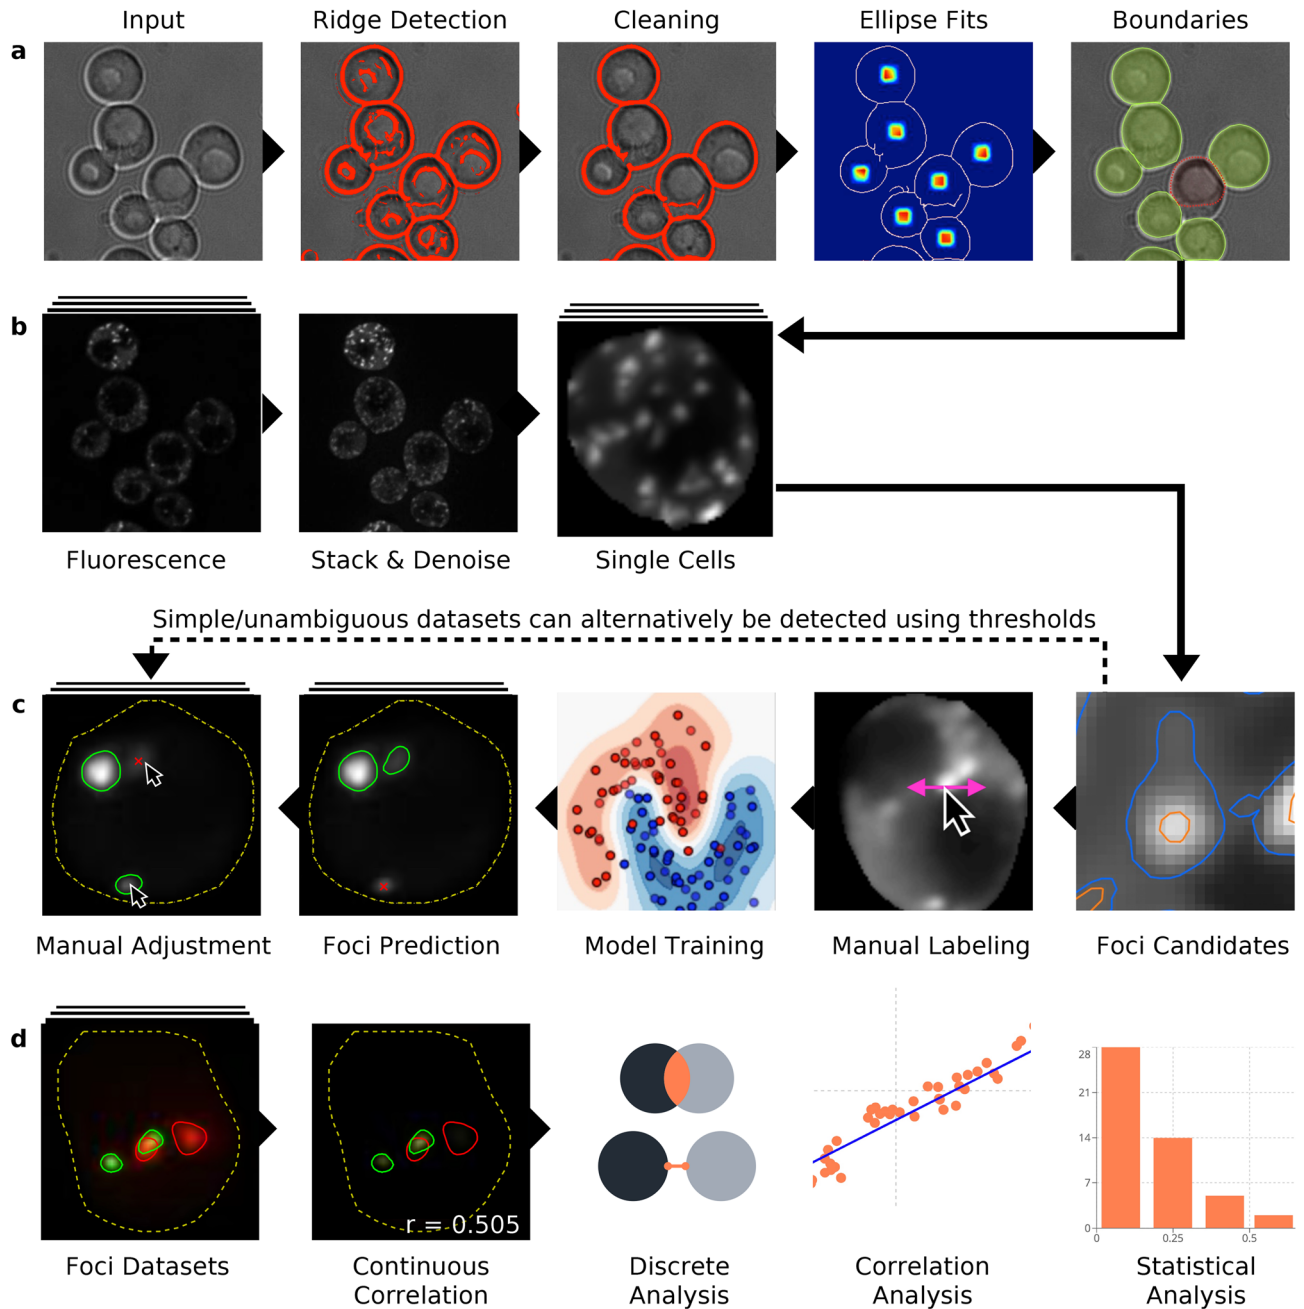 Input Ridge Detection Cleaning Ellipse Fits Boundaries
a
b
Fluorescence Stack & Denoise Single Cells
Simple/unambiguous datasets can alternatively be detected using thresholds
c
Manual Adjustment Foci Prediction Model Training Manual Labeling Foci Candidates
d
r = 0.505
28
21
14
7
0
0 0.25 0.5
Foci Datasets Continuous Discrete Correlation Statistical
Correlation Analysis Analysis Analysis